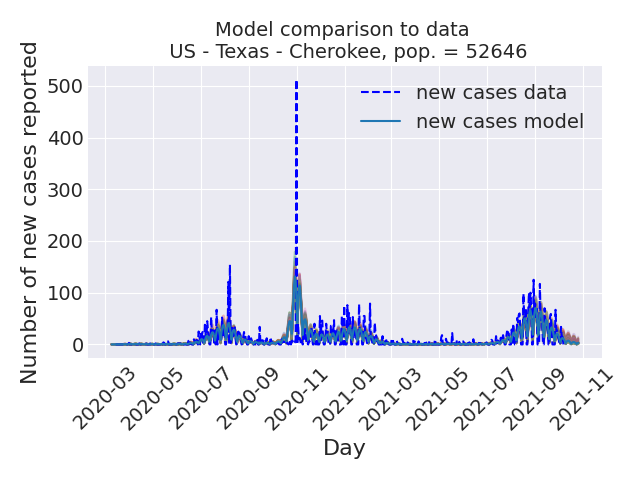 Model comparison to data
US - Texas - Cherokee, pop. = 52646
Number of new cases reported
500
400
300
200
100
0
new cases data
new cases model
2020-03
2020-05
2020-07
2020-09
2020-11
2021-01
2021-03
2021-05
2021-07
2021-09
2021-11
Day